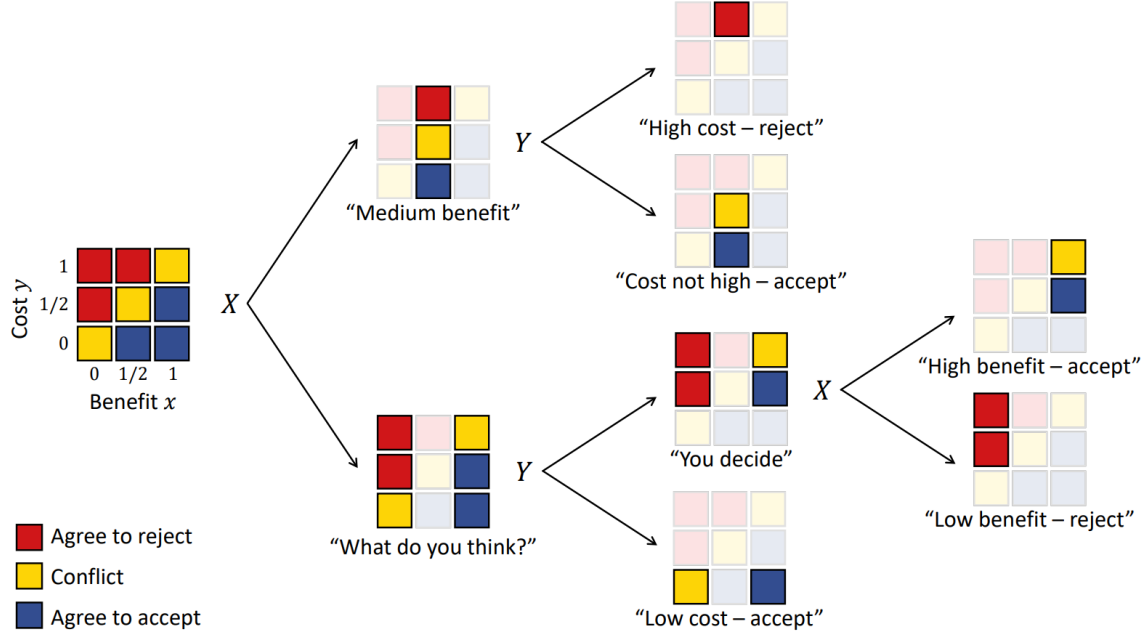 "High cost – reject"
Y
"Medium benefit"
"Cost not high – accept"
Cost y
1
1/2
0
0 1/2 1
Benefit x
X
"High benefit – accept"
X
"You decide"
Y
"What do you think?"
"Low benefit – reject"
"Low cost – accept"
Agree to reject
Conflict
Agree to accept